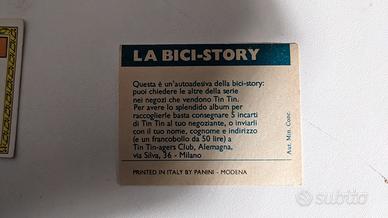 LA BICI-STORY
Questa è un'autoadesiva della bici-story:
puoi chiedere le altre della serie
nei negozi che vendono Tin Tin.
Per avere lo splendido album per
raccoglierle basta consegnare 5 incarti
di Tin Tin al tuo negoziante, o inviarli
con il tuo nome, cognome e indirizzo
(e un francobollo da 50 lire) a
Tin Tin-agers Club, Alemagna,
via Silva, 36 - Milano
Aut. Min. Conc.
PRINTED IN ITALY BY PANINI - MODENA
subito